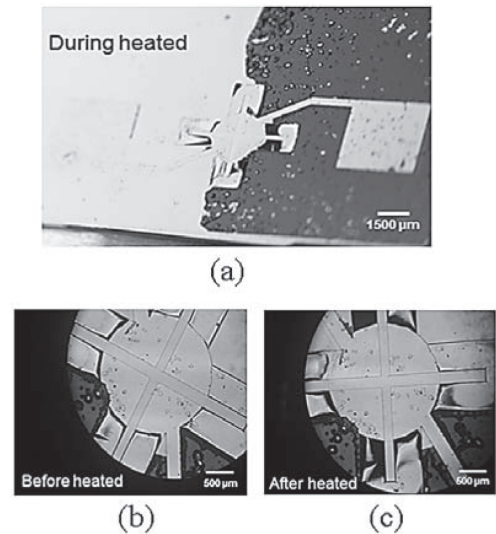 During heated
1500 µm
(a)
Before heated
500 µm
(b)
After heated
500 µm
(c)